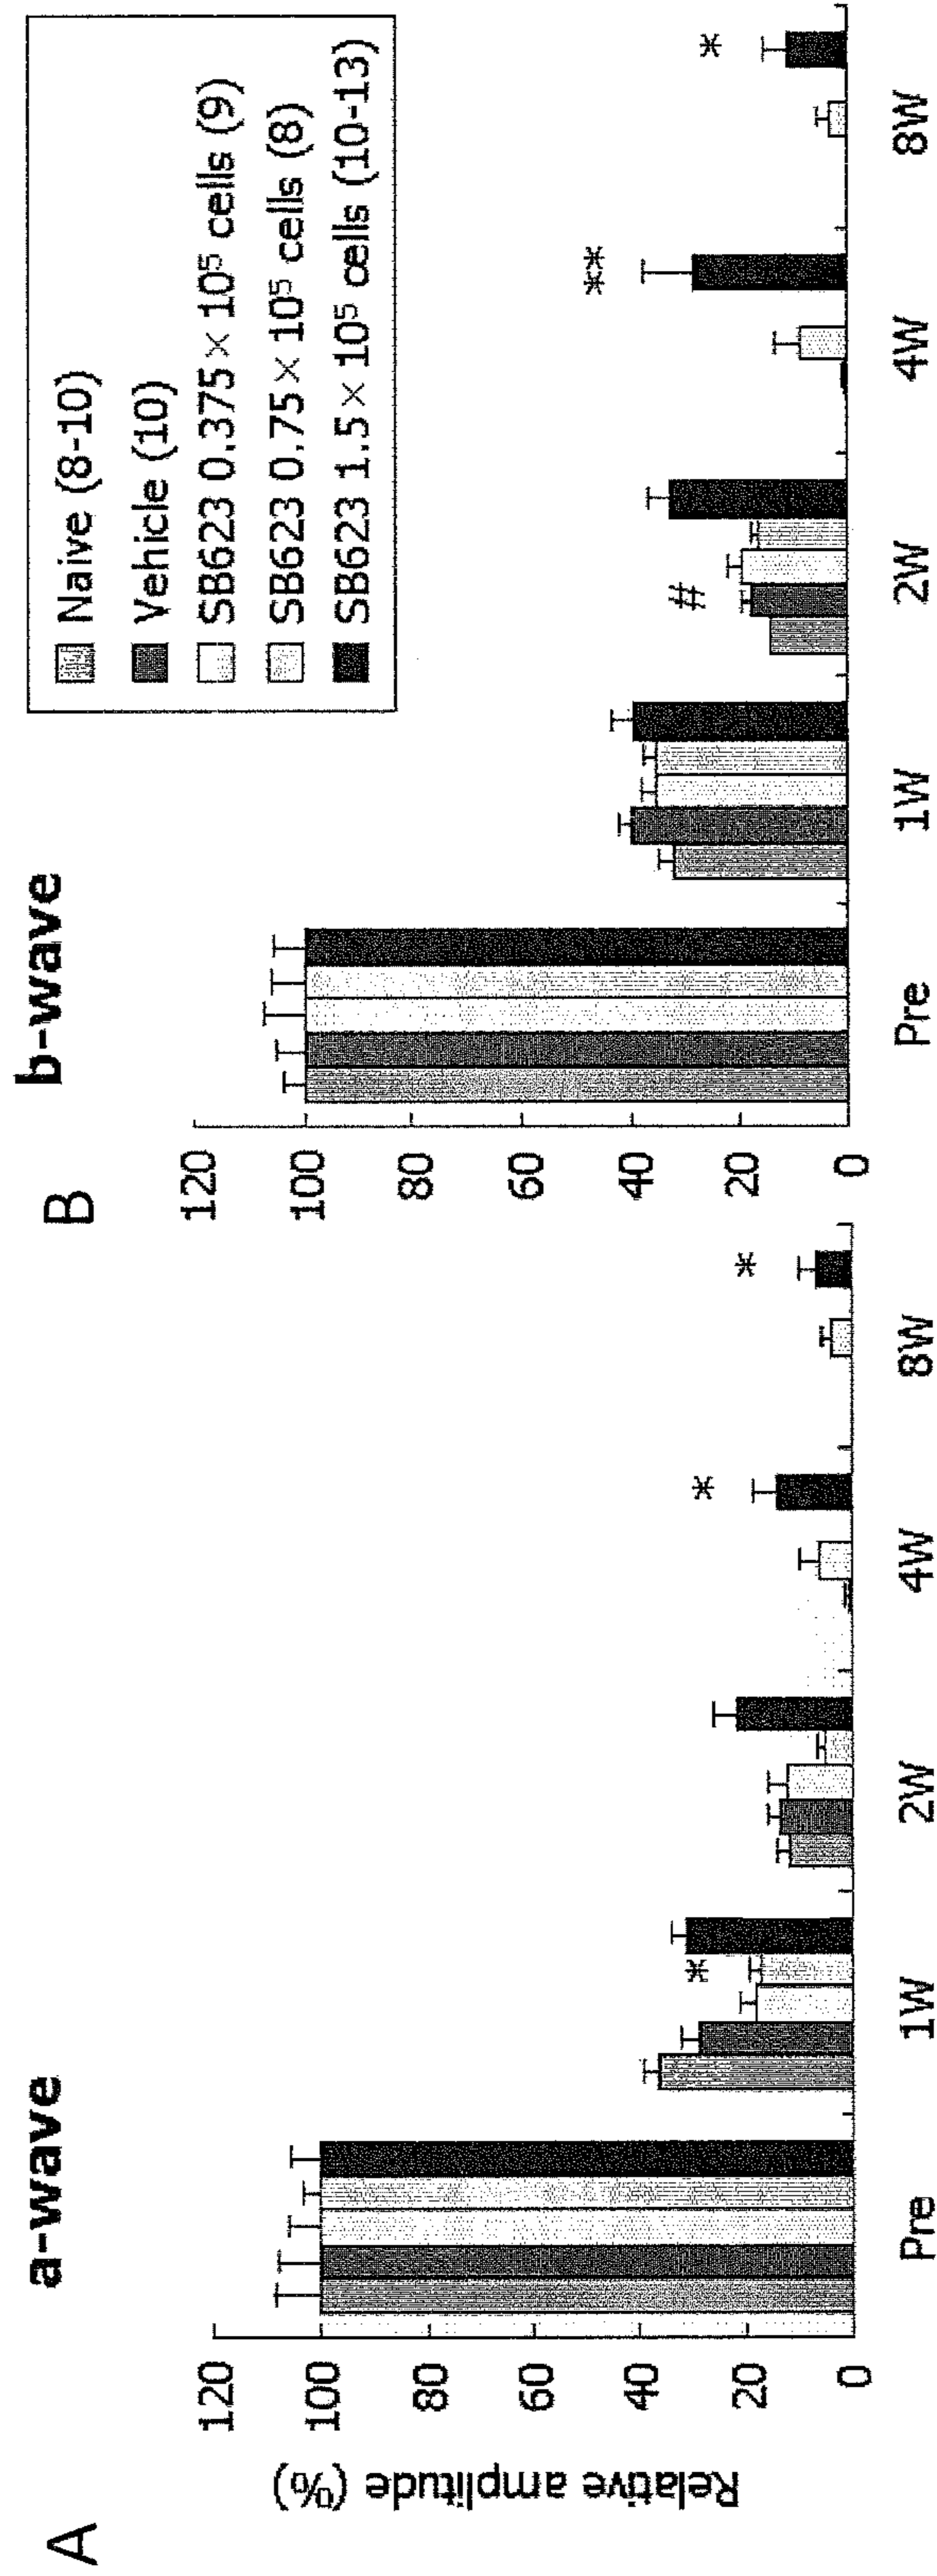 A
a-wave
Relative amplitude (%)
120
100
80
60
40
20
0
*
*
*
Pre
1W
2W
4W
8W
B
b-wave
Naive (8-10)
Vehicle (10)
SB623 0.375 × 10⁵ cells (9)
SB623 0.75 × 10⁵ cells (8)
SB623 1.5 × 10⁵ cells (10-13)
120
100
80
60
40
20
0
#
**
*
Pre
1W
2W
4W
8W